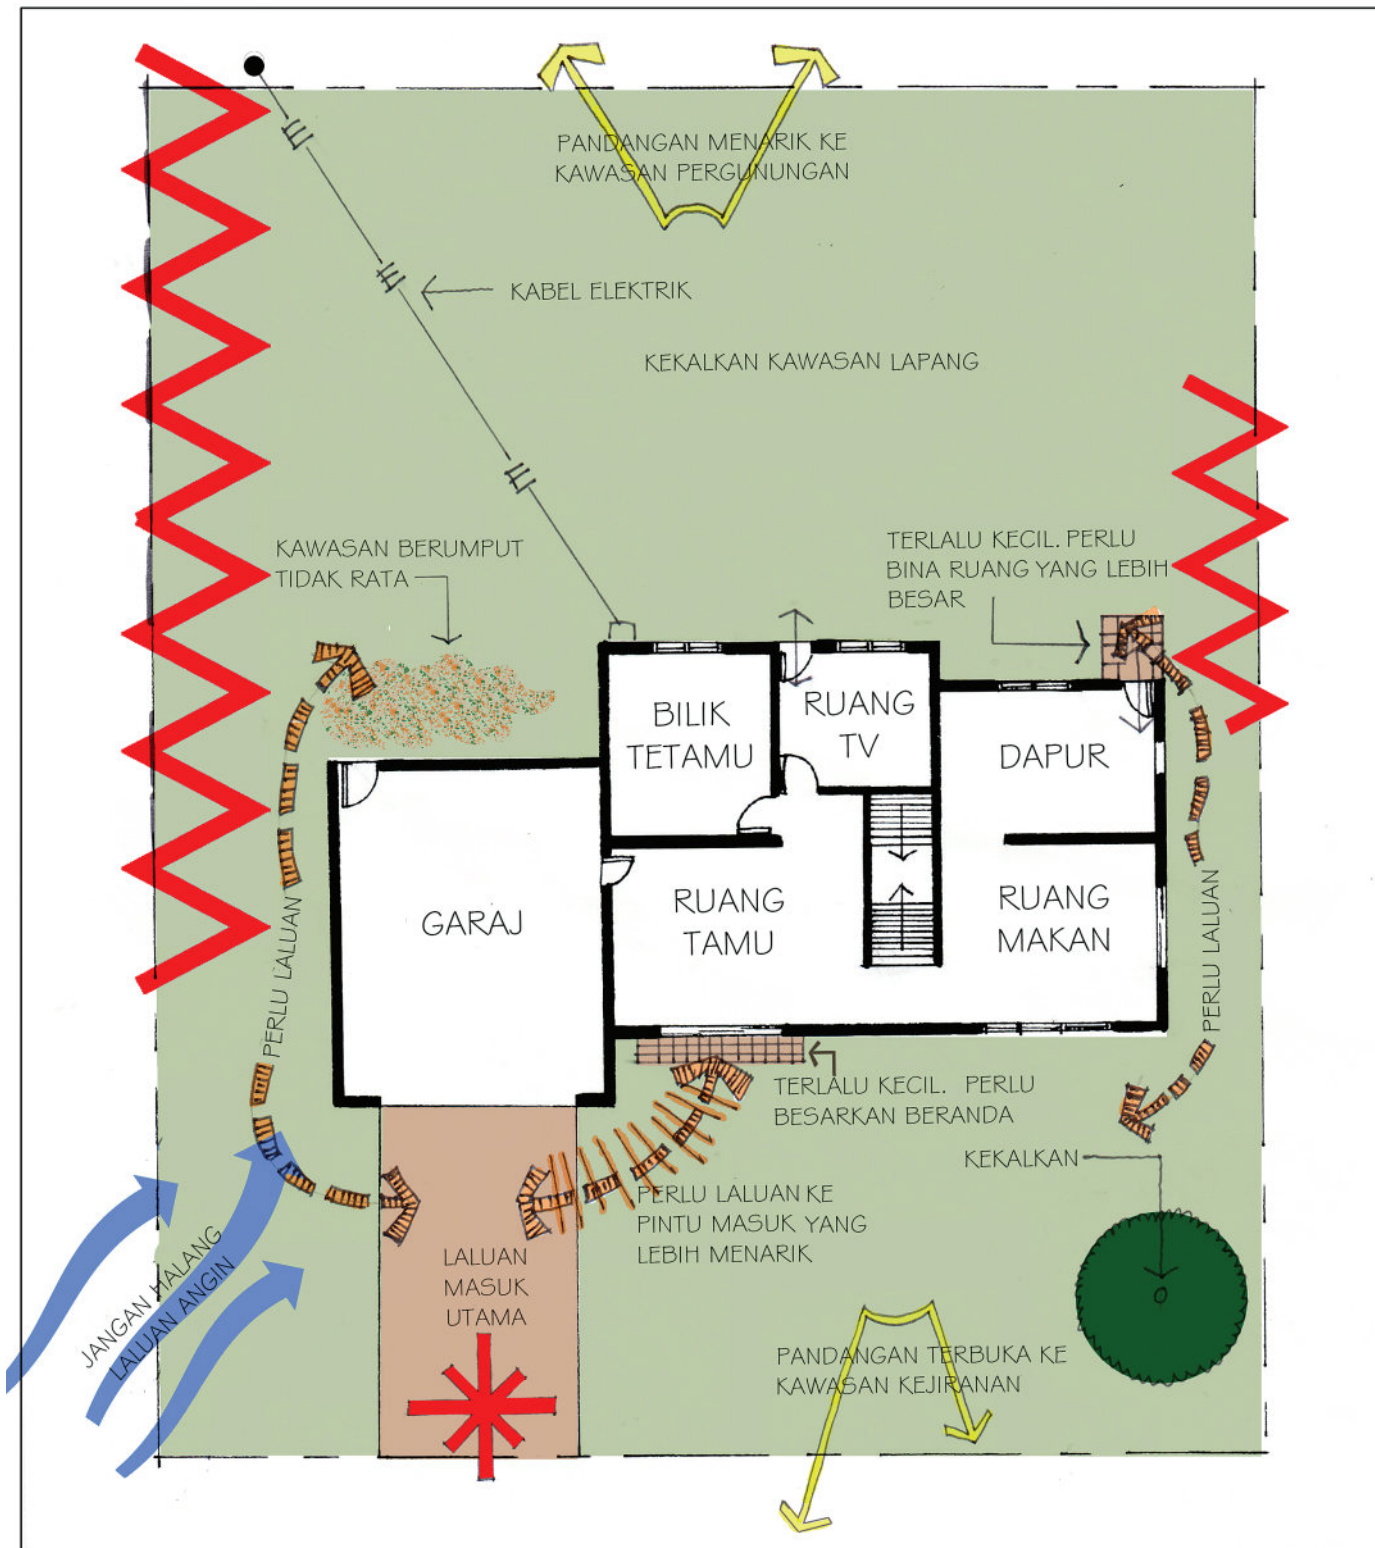 PANDANGAN MENARIK KE
KAWASAN PERGUNUNGAN
KABEL ELEKTRIK
KEKALKAN KAWASAN LAPANG
KAWASAN BERUMPUT
TIDAK RATA
TERLALU KECIL. PERLU
BINA RUANG YANG LEBIH
BESAR
BILIK
TETAMU
RUANG
TV
DAPUR
GARAJ
RUANG
TAMU
RUANG
MAKAN
PERLU LALUAN
PERLU LALUAN
TERLALU KECIL. PERLU
BESARKAN BERANDA
KEKALKAN
PERLU LALUAN KE
PINTU MASUK YANG
LEBIH MENARIK
LALUAN
MASUK
UTAMA
JANGAN HALANG
LALUAN ANGIN
PANDANGAN TERBUKA KE
KAWASAN KEJIRANAN